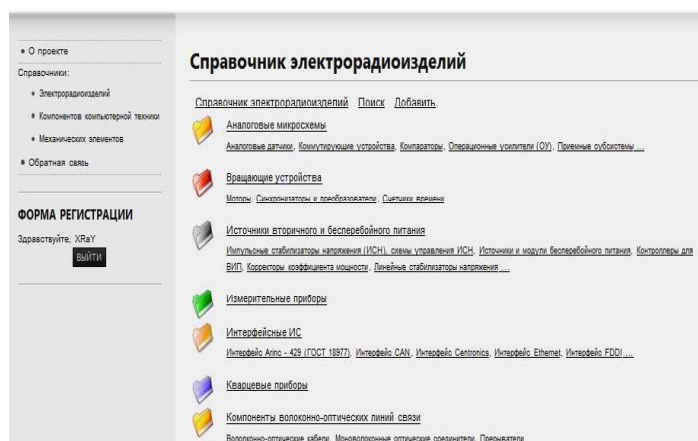 О проекте
Справочники:
Электрорадиоизделий
Компонентов компьютерной техники
Механических элементов
Обратная связь
ФОРМА РЕГИСТРАЦИИ
Здравствуйте, XRaY
ВЫЙТИ
Справочник электрорадиоизделий
Справочник электрорадиоизделий Поиск Добавить
Аналоговые микросхемы
Аналоговые датчики, Коммутирующие устройства, Компараторы, Операционные усилители (ОУ), Приемные субсистемы ...
Вращающие устройства
Моторы, Синхронизаторы и преобразователи, Счетчики времени
Источники вторичного и бесперебойного питания
Импульсные стабилизаторы напряжения (ИСН), схемы управления ИСН, Источники и модули бесперебойного питания, Контроллеры для
ВИП, Корректоры коэффициента мощности, Линейные стабилизаторы напряжения ...
Измерительные приборы
Интерфейсные ИС
Интерфейс Arinc - 429 (ГОСТ 18977), Интерфейс CAN, Интерфейс Centronics, Интерфейс Ethernet, Интерфейс FDDI ...
Кварцевые приборы
Компоненты волоконно-оптических линий связи
Волоконно-оптические кабели, Моноволоконные оптические соединители, Прерыватели